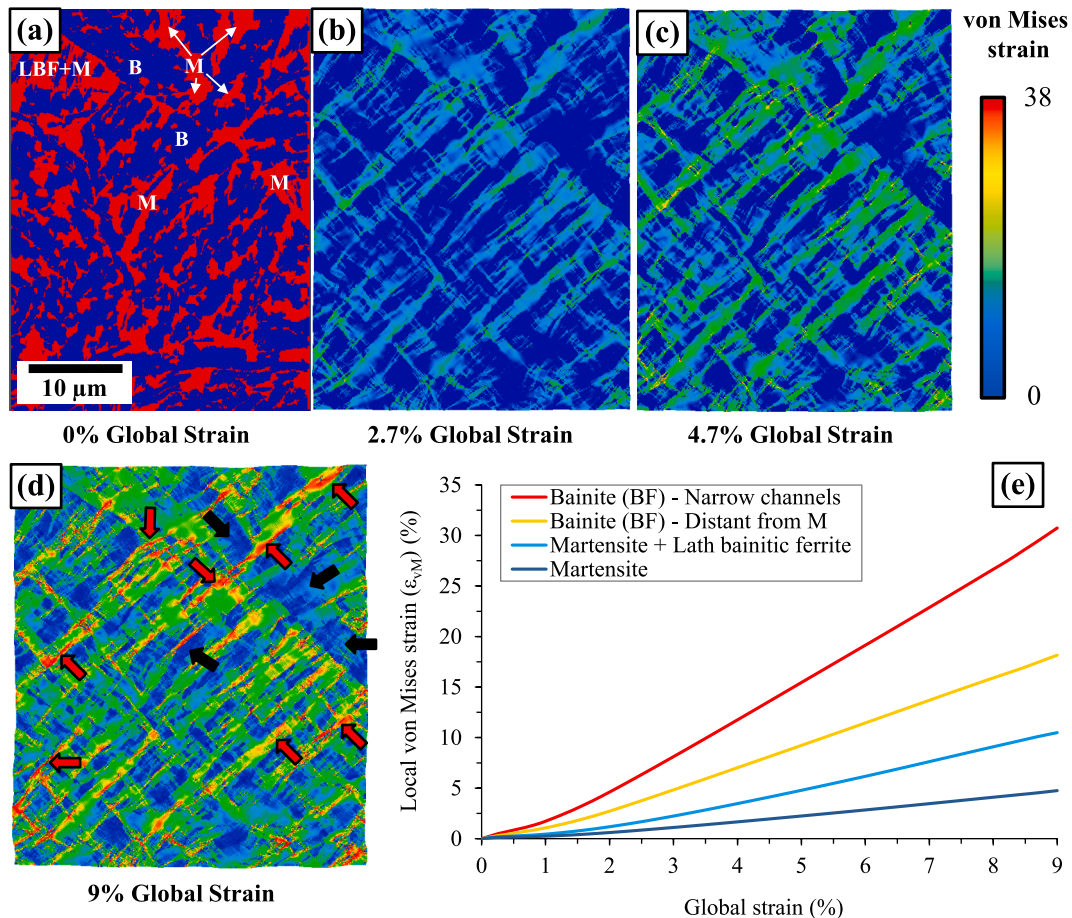 (a)
LBF+M
B
M
B
M
M
10 µm
0% Global Strain
(b)
2.7% Global Strain
(c)
4.7% Global Strain
von Mises
strain
38
0
(d)
9% Global Strain
(e)
Bainite (BF) - Narrow channels
Bainite (BF) - Distant from M
Martensite + Lath bainitic ferrite
Martensite
Local von Mises strain (εvM) (%)
35
30
25
20
15
10
5
0
0 1 2 3 4 5 6 7 8 9
Global strain (%)